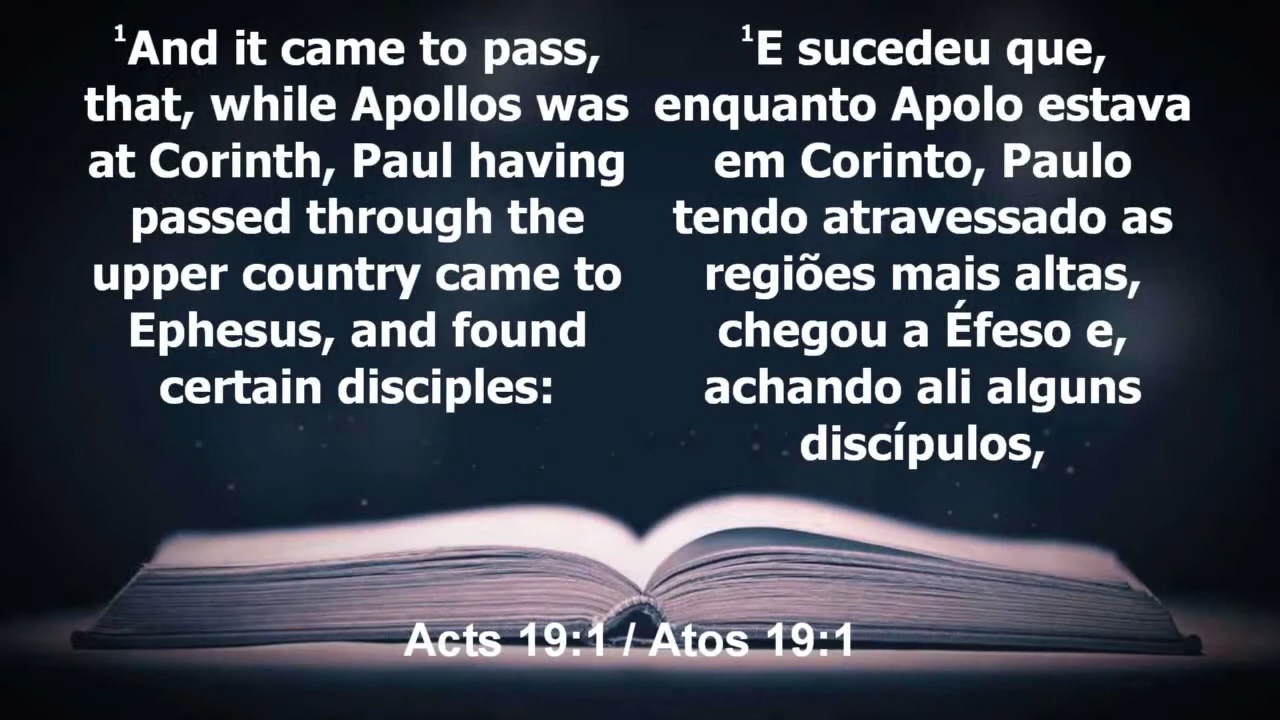 ¹And it came to pass,
that, while Apollos was
at Corinth, Paul having
passed through the
upper country came to
Ephesus, and found
certain disciples:
¹E sucedeu que,
enquanto Apolo estava
em Corinto, Paulo
tendo atravessado as
regiões mais altas,
chegou a Éfeso e,
achando ali alguns
discípulos,
Acts 19:1 / Atos 19:1